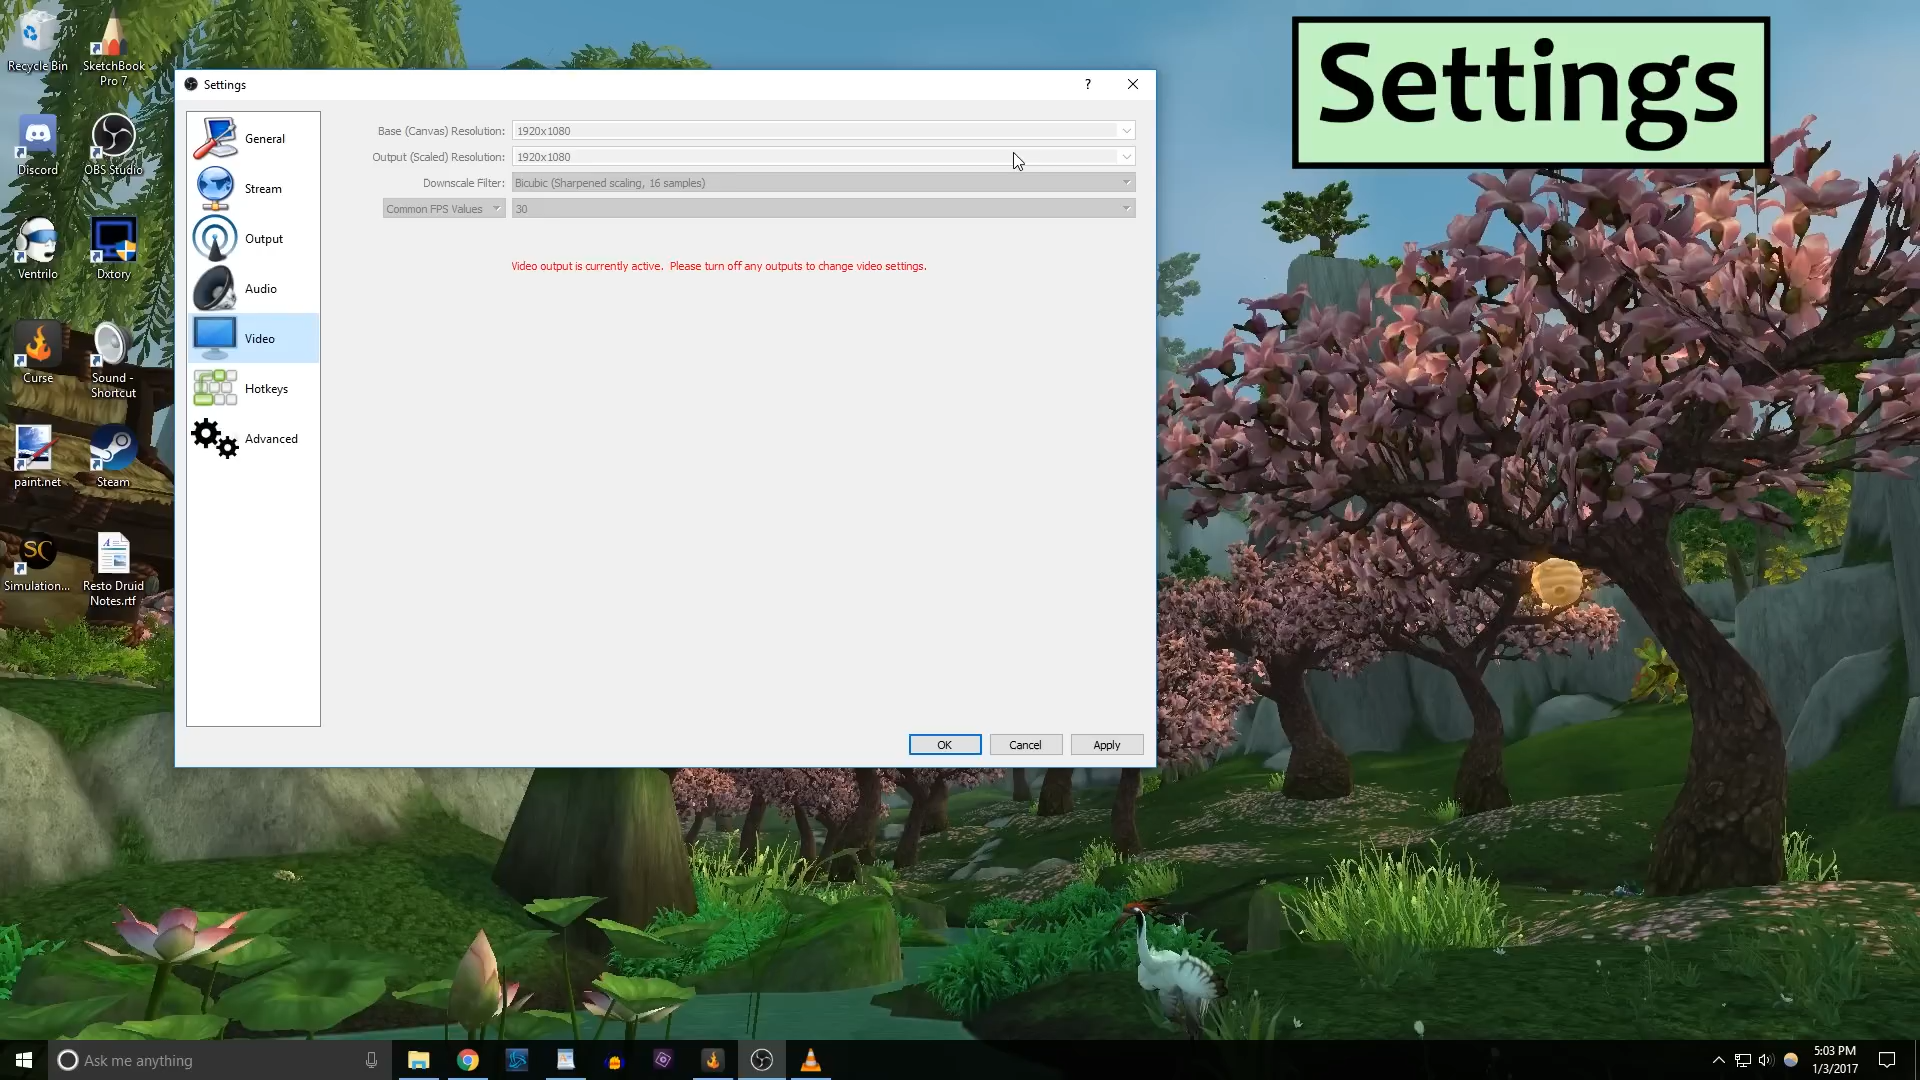 Settings
Recycle Bin
SketchBook
Pro 7
Discord
OBS Studio
Ventrilo
Dxtory
Curse
Sound -
Shortcut
paint.net
Steam
SC
Simulation...
Resto Druid
Notes.rtf
Settings
?
General
Stream
Output
Audio
Video
Hotkeys
Advanced
Base (Canvas) Resolution: 1920x1080
Output (Scaled) Resolution: 1920x1080
Downscale Filter: Bicubic (Sharpened scaling, 16 samples)
Common FPS Values 30
Video output is currently active. Please turn off any outputs to change video settings.
OK Cancel Apply
Ask me anything
5:03 PM
1/3/2017